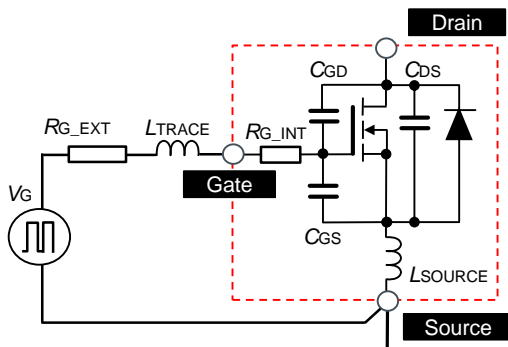 Drain
CGD
CDS
RG_EXT
LTRACE
RG_INT
Gate
VG
CGS
LSOURCE
Source